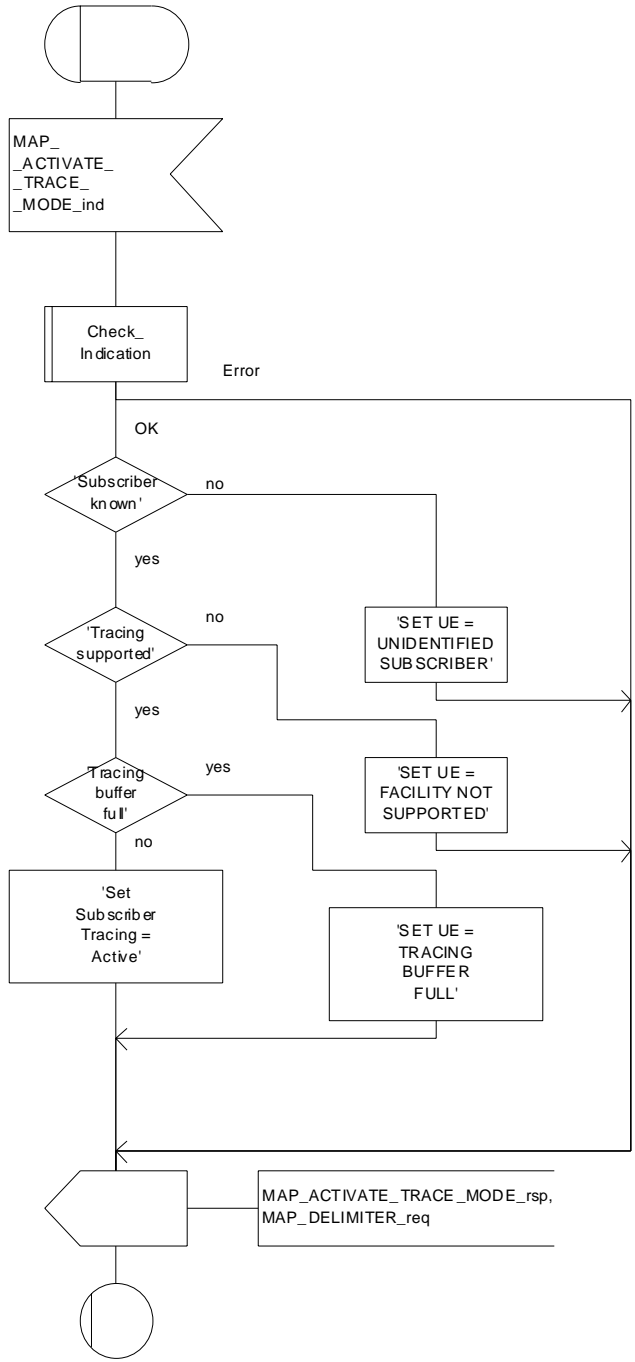 MAP_
_ACTIVATE_
_TRACE_
_MODE_ind
Check_
Indication
Error
OK
'Subscriber
known'
no
yes
'Tracing
supported'
no
'SET UE =
UNIDENTIFIED
SUBSCRIBER'
yes
'Tracing
buffer
full'
yes
'SET UE =
FACILITY NOT
SUPPORTED'
no
'Set
Subscriber
Tracing =
Active'
'SET UE =
TRACING
BUFFER
FULL'
MAP_ACTIVATE_TRACE_MODE_rsp,
MAP_DELIMITER_req